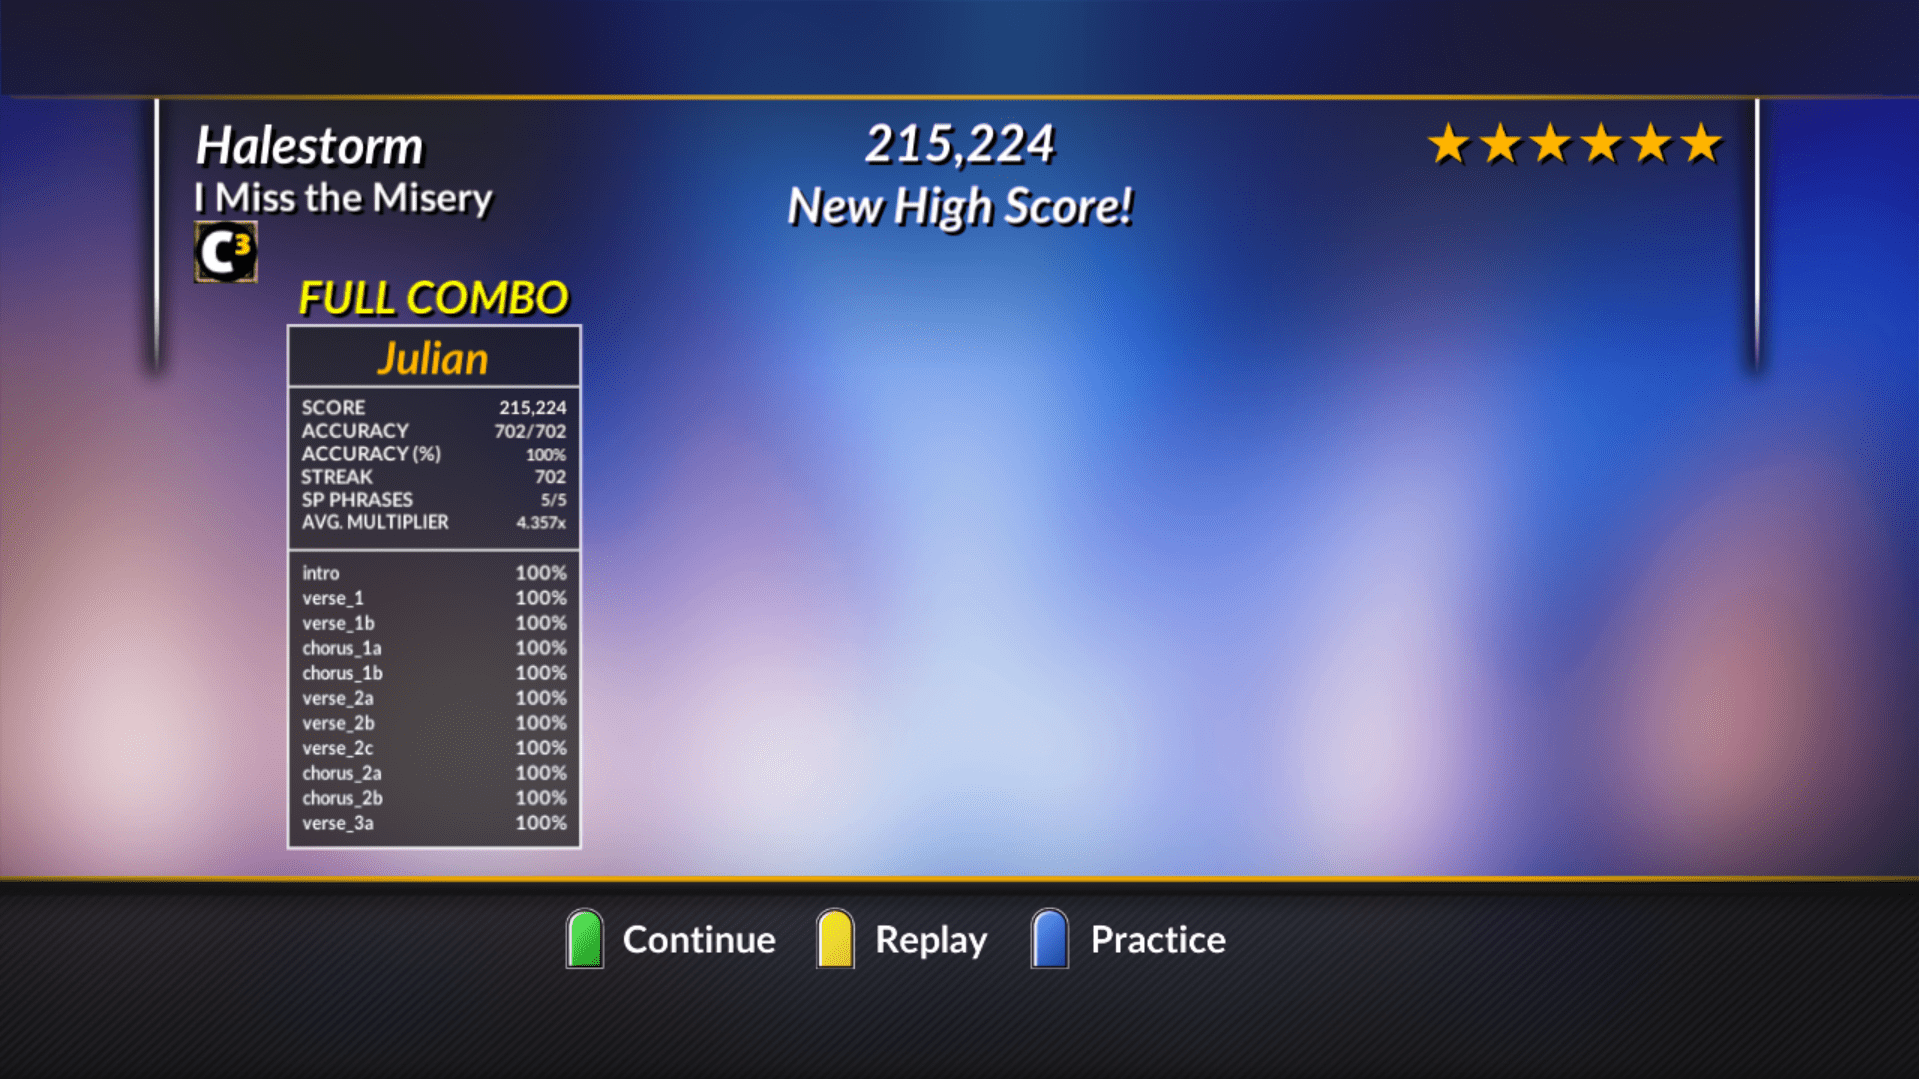 Halestorm
I Miss the Misery
C3
215,224
New High Score!
FULL COMBO
Julian
SCORE 215,224
ACCURACY 702/702
ACCURACY (%) 100%
STREAK 702
SP PHRASES 5/5
AVG. MULTIPLIER 4.357x
intro 100%
verse_1 100%
verse_1b 100%
chorus_1a 100%
chorus_1b 100%
verse_2a 100%
verse_2b 100%
verse_2c 100%
chorus_2a 100%
chorus_2b 100%
verse_3a 100%
Continue Replay Practice